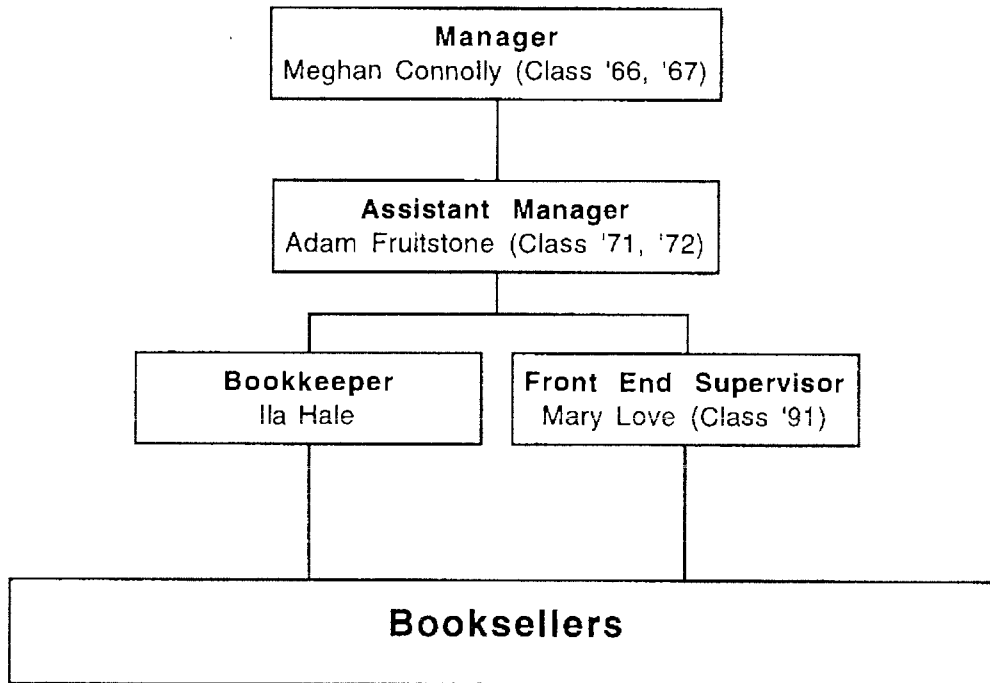 Manager
Meghan Connolly (Class '66, '67)
Assistant Manager
Adam Fruitstone (Class '71, '72)
Bookkeeper
Ila Hale
Front End Supervisor
Mary Love (Class '91)
Booksellers